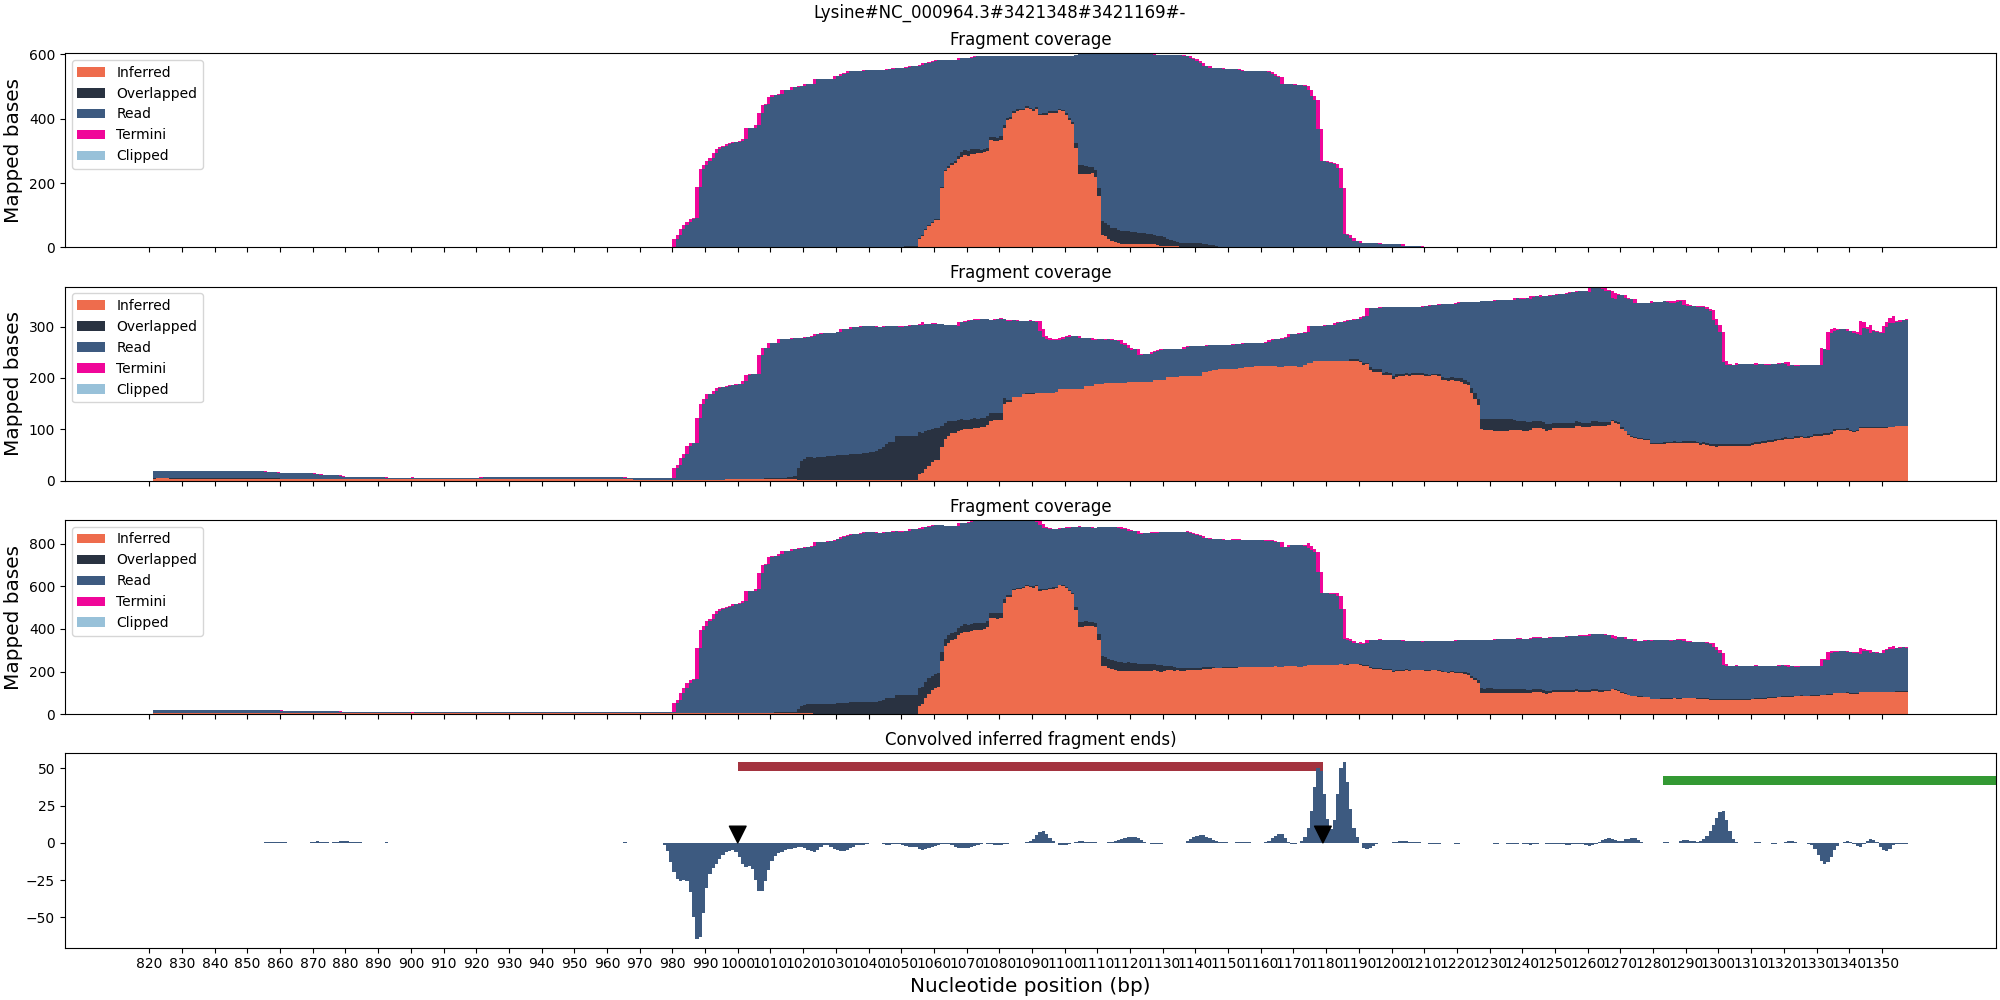 Lysine#NC_000964.3#3421348#3421169#-
Fragment coverage
Mapped bases
600
400
200
0
Inferred
Overlapped
Read
Termini
Clipped
Fragment coverage
Mapped bases
300
200
100
0
Inferred
Overlapped
Read
Termini
Clipped
Fragment coverage
Mapped bases
800
600
400
200
0
Inferred
Overlapped
Read
Termini
Clipped
Convolved inferred fragment ends)
50
25
0
−25
−50
820 830 840 850 860 870 880 890 900 910 920 930 940 950 960 970 980 990 1000 1010 1020 1030 1040 1050 1060 1070 1080 1090 1100 1110 1120 1130 1140 1150 1160 1170 1180 1190 1200 1210 1220 1230 1240 1250 1260 1270 1280 1290 1300 1310 1320 1330 1340 1350
Nucleotide position (bp)